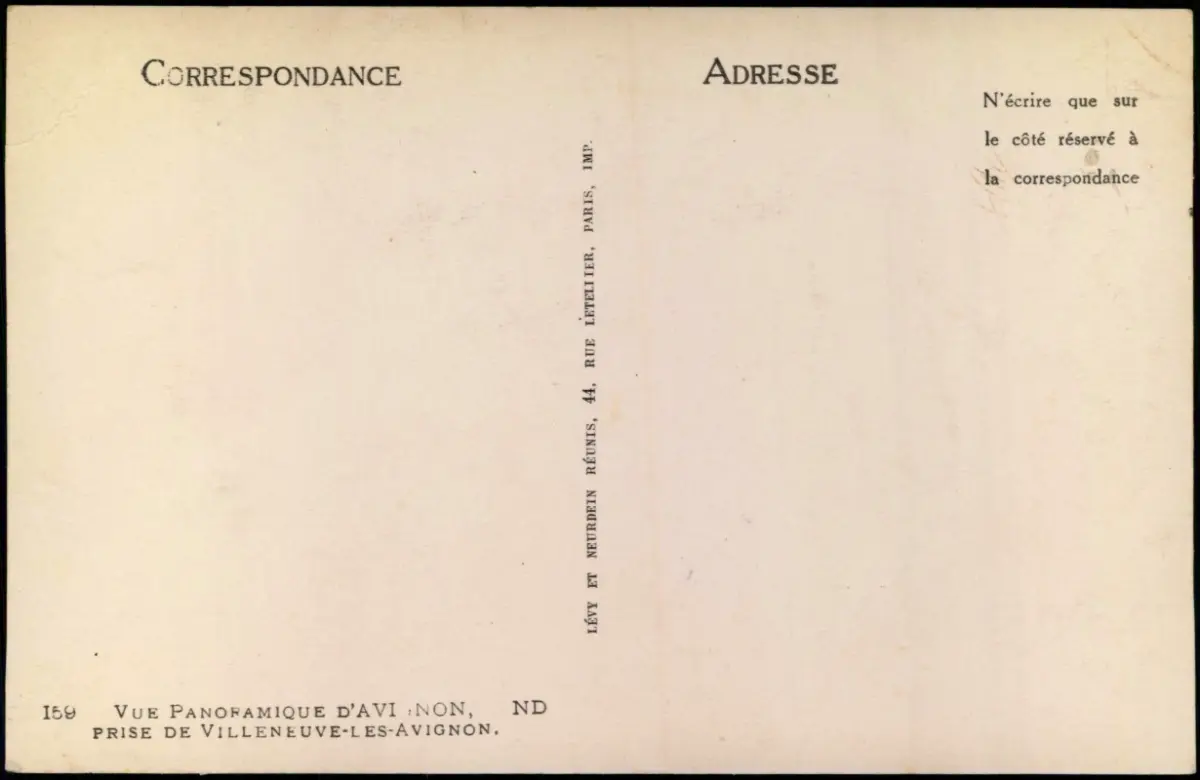 CORRESPONDANCE
ADRESSE
N'écrire que sur
le côté réservé à
la correspondance
LÉVY ET NEURDEIN RÉUNIS, 44, RUE LETELLIER, PARIS, IMP.
159 VUE PANORAMIQUE D'AVIGNON, ND
PRISE DE VILLENEUVE-LES-AVIGNON.